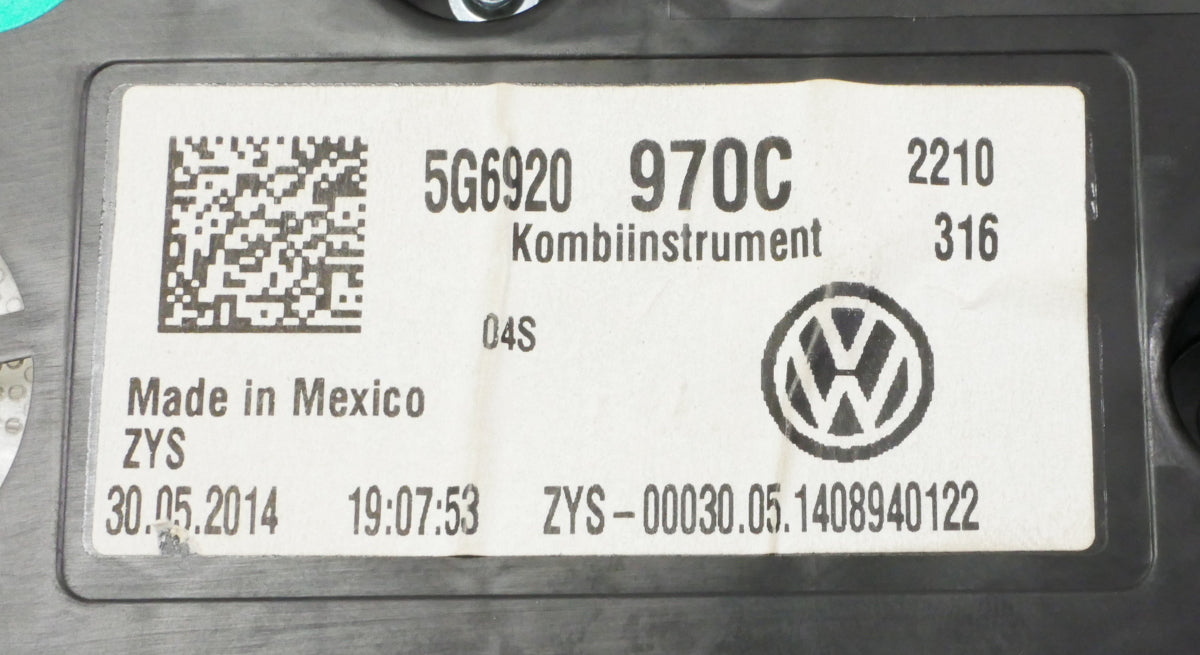 5G6920 970C 2210
Kombiinstrument 316
04S
Made in Mexico
ZYS
30.05.2014 19:07:53 ZYS-00030.05.1408940122